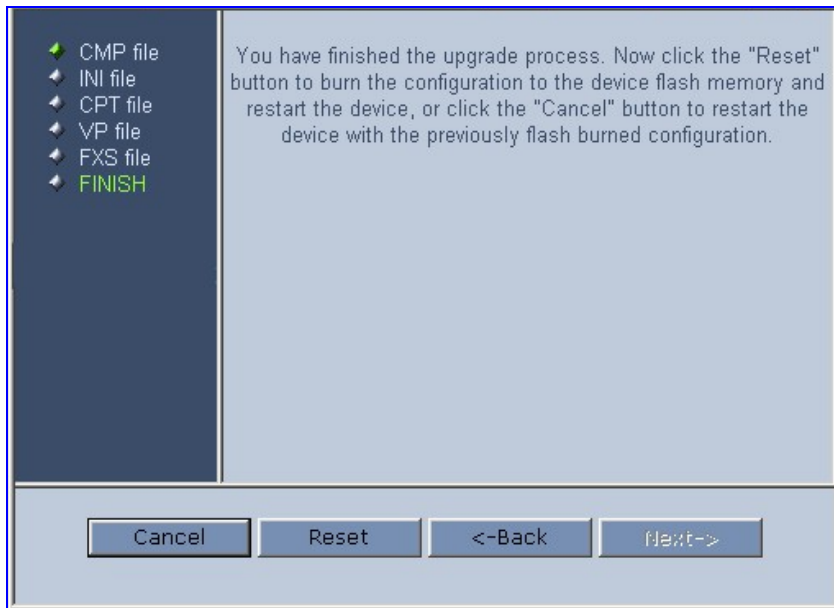 CMP file
INI file
CPT file
VP file
FXS file
FINISH
You have finished the upgrade process. Now click the "Reset"
button to burn the configuration to the device flash memory and
restart the device, or click the "Cancel" button to restart the
device with the previously flash burned configuration.
Cancel
Reset
<-Back
Next->